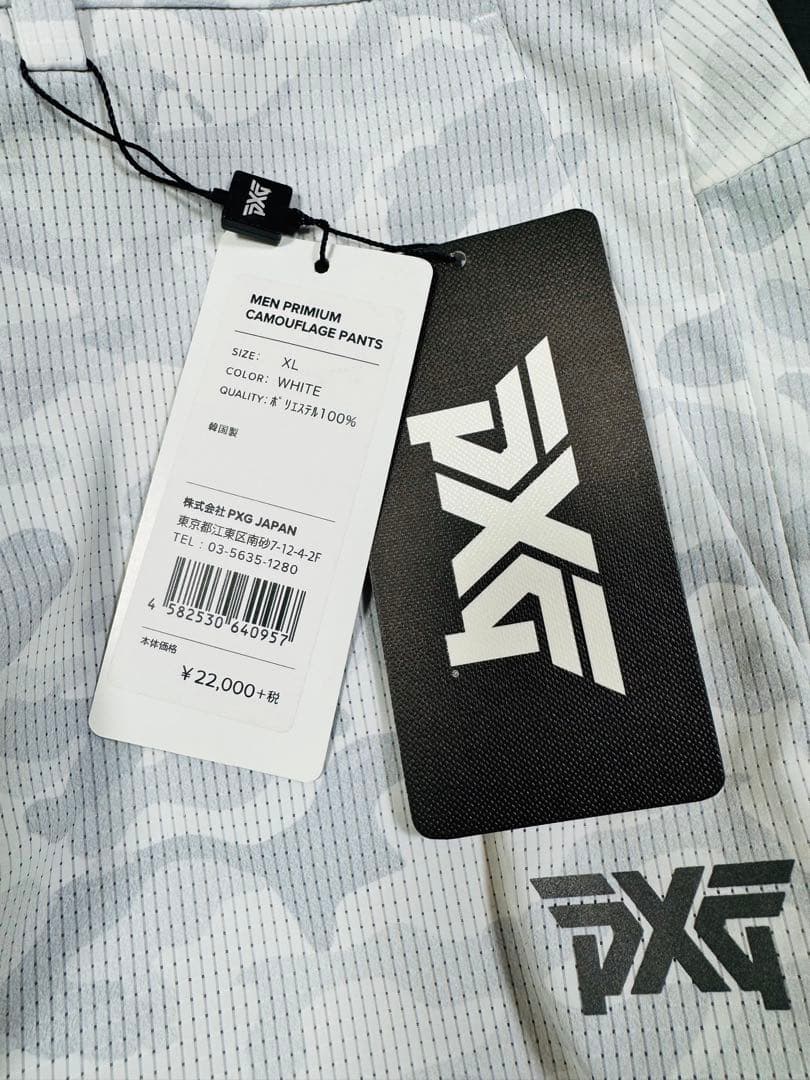 PXG
MEN PRIMIUM
CAMOUFLAGE PANTS
SIZE: XL
COLOR: WHITE
QUALITY: ﾎﾟﾘｴｽﾃﾙ100%
韓国製
株式会社 PXG JAPAN
東京都江東区南砂7-12-4-2F
TEL : 03-5635-1280
4 582530 640957
本体価格
￥22,000+税
PXG®
PXG